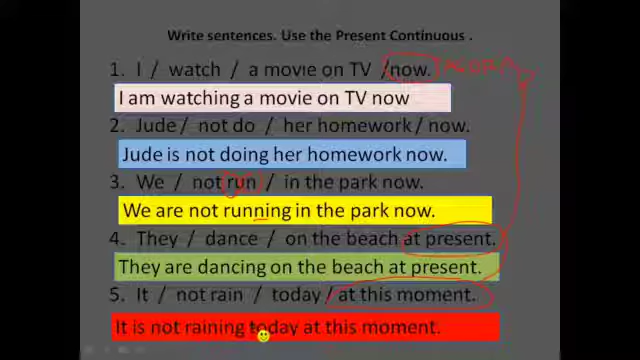 Write sentences. Use the Present Continuous .
1. I / watch / a movie on TV /now.
AHORA
I am watching a movie on TV now
2. Jude / not do / her homework / now.
Jude is not doing her homework now.
3. We / not run / in the park now.
We are not running in the park now.
4. They / dance / on the beach at present.
They are dancing on the beach at present.
5. It / not rain / today / at this moment.
It is not raining today at this moment.